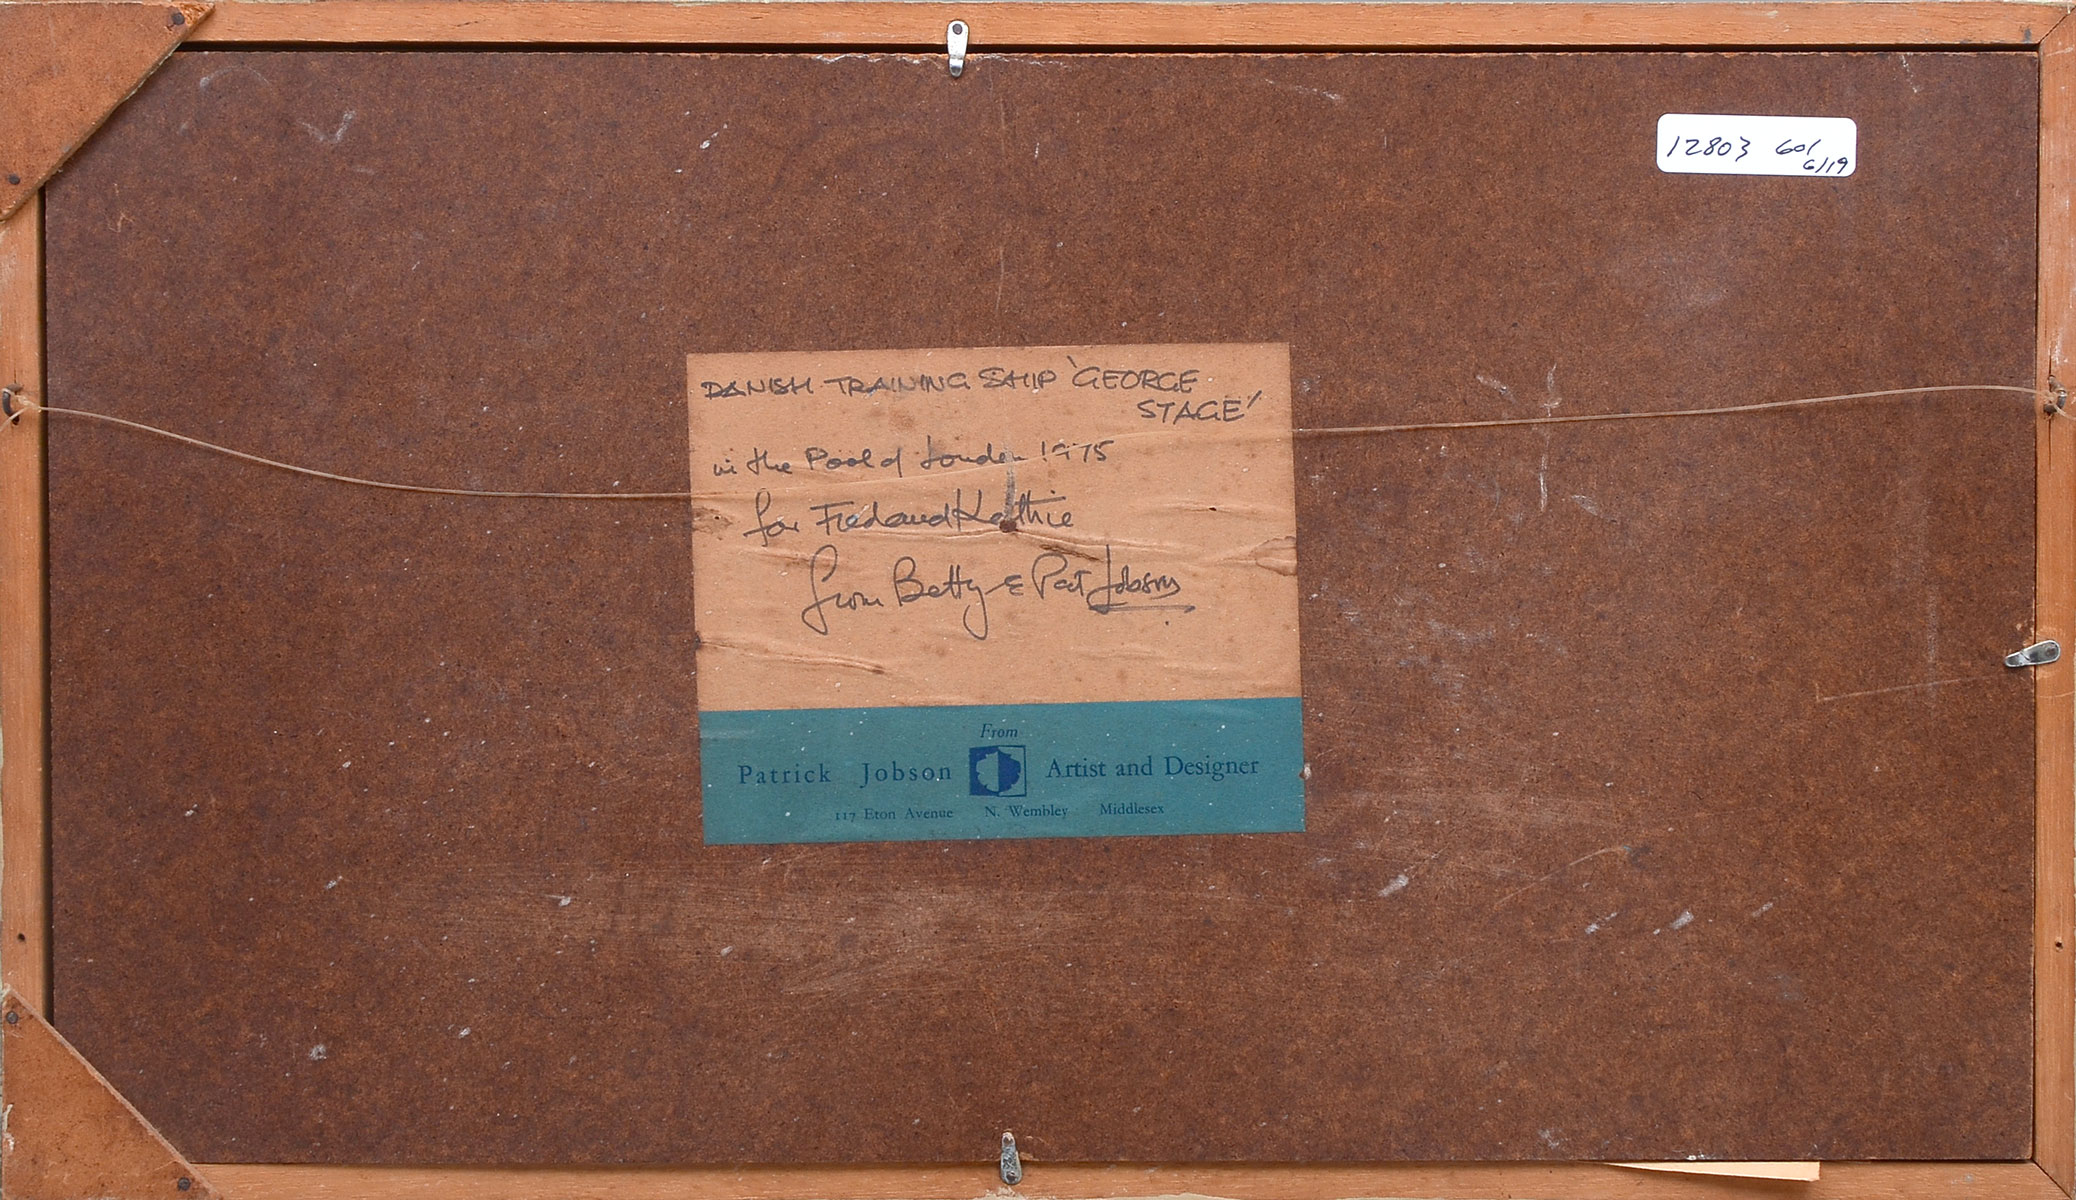 12803 601
6/19
DANISH TRAINING SHIP 'GEORGE
STAGE'
in the Pool of London 1975
for Fred and Kathie
from Betty & Pat Jobson
From
Patrick Jobson Artist and Designer
117 Eton Avenue N. Wembley Middlesex